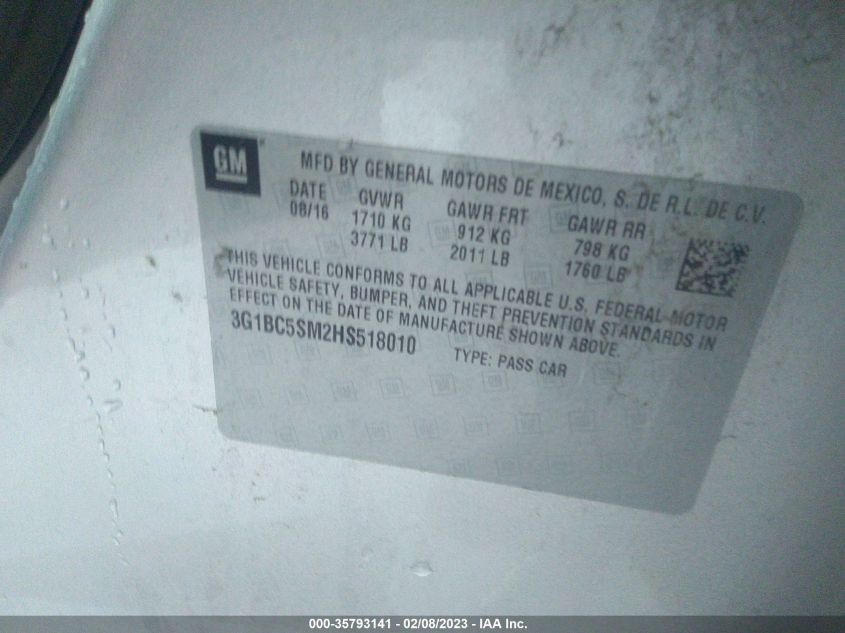 GM
MFD BY GENERAL MOTORS DE MEXICO, S. DE R.L. DE C.V.
DATE GVWR GAWR FRT GAWR RR
08/16 1710 KG 912 KG 798 KG
3771 LB 2011 LB 1760 LB
THIS VEHICLE CONFORMS TO ALL APPLICABLE U.S. FEDERAL MOTOR
VEHICLE SAFETY, BUMPER, AND THEFT PREVENTION STANDARDS IN
EFFECT ON THE DATE OF MANUFACTURE SHOWN ABOVE.
3G1BC5SM2HS518010 TYPE: PASS CAR
000-35793141 - 02/08/2023 - IAA Inc.